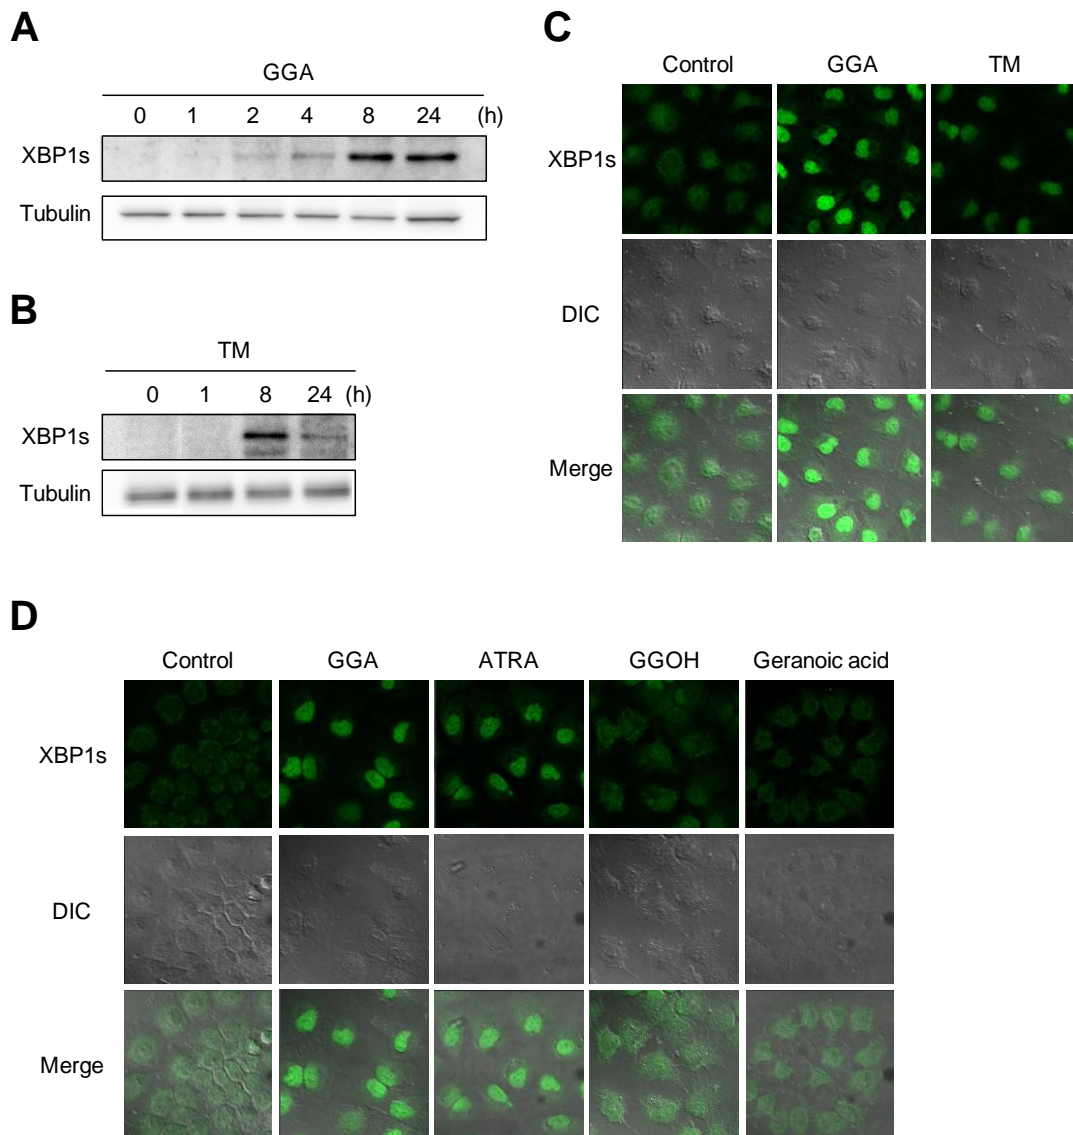 A
GGA
0 1 2 4 8 24 (h)
XBP1s
Tubulin
B
TM
0 1 8 24 (h)
XBP1s
Tubulin
C
Control GGA TM
XBP1s
DIC
Merge
D
Control GGA ATRA GGOH Geranoic acid
XBP1s
DIC
Merge